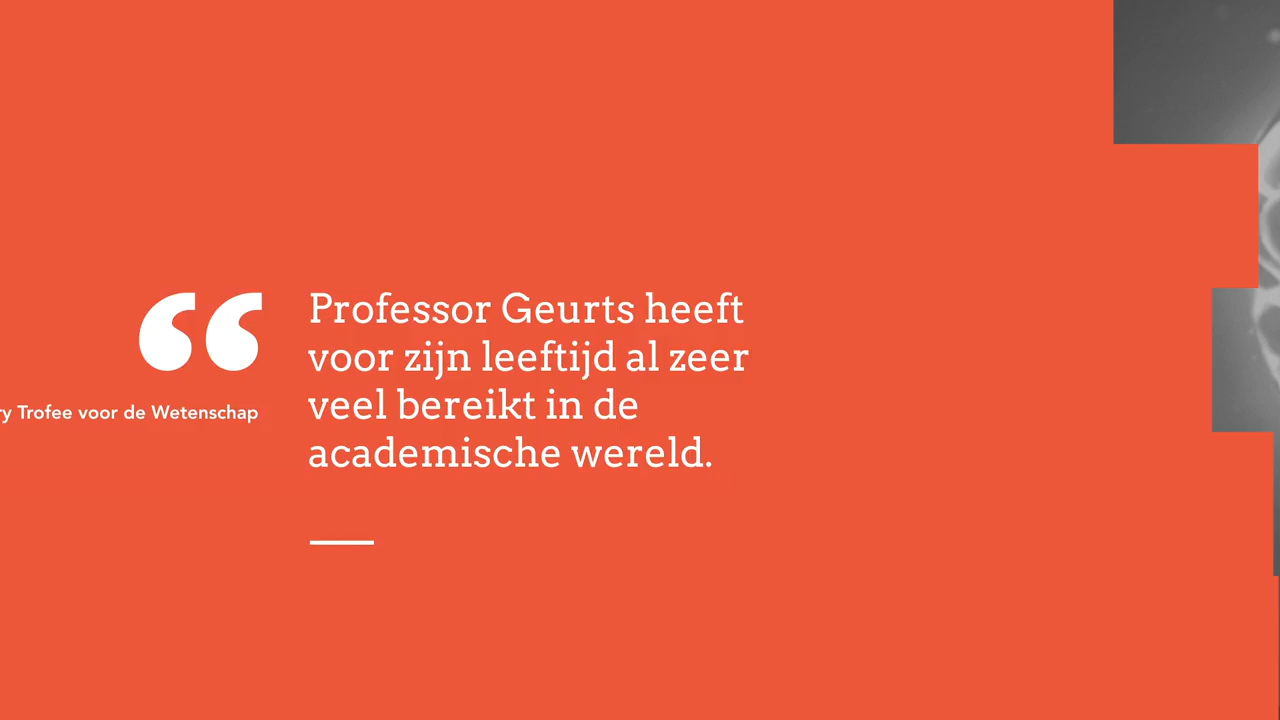 Professor Geurts heeft
voor zijn leeftijd al zeer
veel bereikt in de
academische wereld.
Trofee voor de Wetenschap